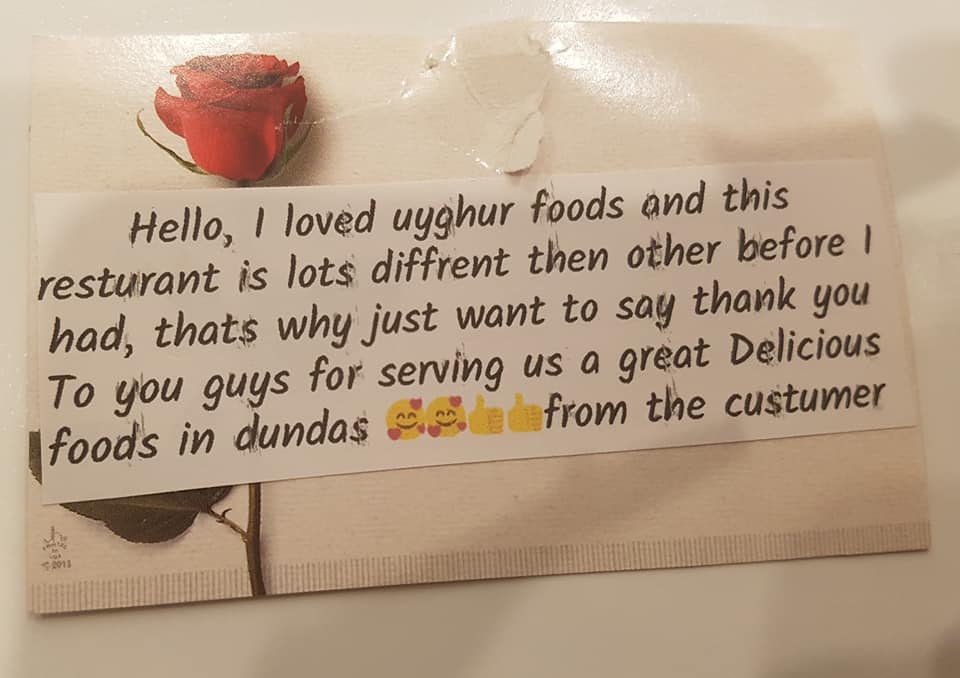 Hello, I loved uyghur foods and this
resturant is lots diffrent then other before I
had, thats why just want to say thank you
To you guys for serving us a great Delicious
foods in dundas 🥰🥰👍👍from the custumer
© 2013